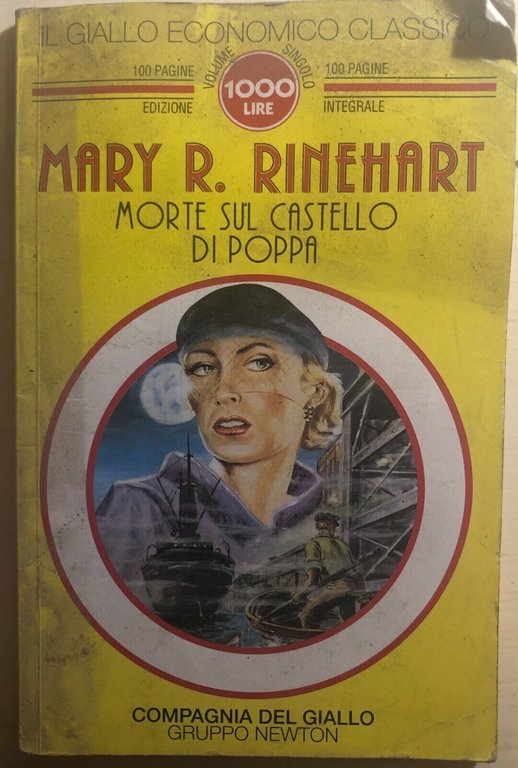 IL GIALLO ECONOMICO CLASSICO
VOLUME SINGOLO
100 PAGINE
1000
LIRE
100 PAGINE
EDIZIONE
INTEGRALE
MARY R. RINEHART
MORTE SUL CASTELLO
DI POPPA
COMPAGNIA DEL GIALLO
GRUPPO NEWTON